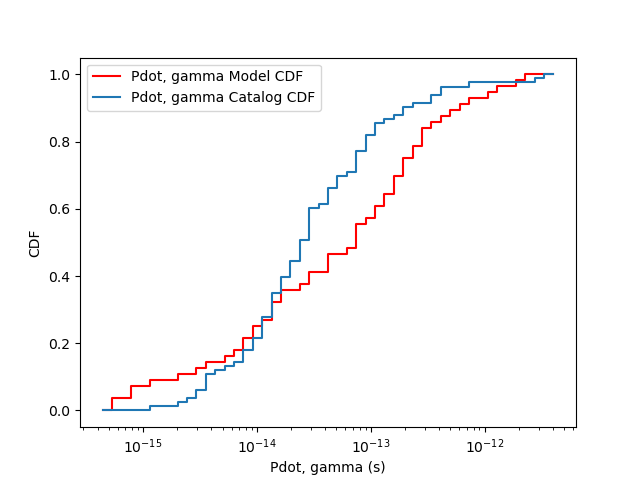 Pdot, gamma Model CDF
Pdot, gamma Catalog CDF
1.0
0.8
0.6
0.4
0.2
0.0
CDF
10⁻¹⁵ 10⁻¹⁴ 10⁻¹³ 10⁻¹²
Pdot, gamma (s)